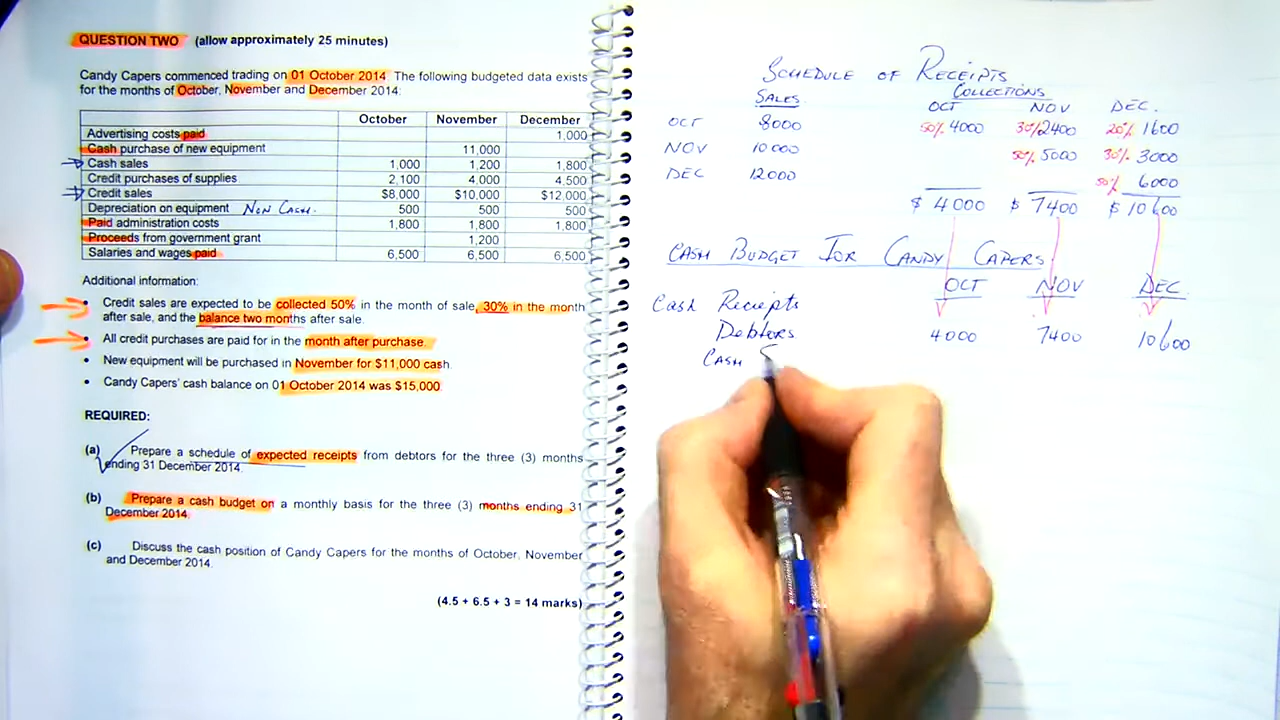 QUESTION TWO (allow approximately 25 minutes)
Candy Capers commenced trading on 01 October 2014. The following budgeted data exists
for the months of October, November and December 2014:
October November December
Advertising costs paid 1,000
Cash purchase of new equipment 11,000
Cash sales 1,000 1,200 1,800
Credit purchases of supplies 2,100 4,000 4,500
Credit sales $8,000 $10,000 $12,000
Depreciation on equipment NON CASH. 500 500 500
Paid administration costs 1,800 1,800 1,800
Proceeds from government grant 1,200
Salaries and wages paid 6,500 6,500 6,500
Additional information:
• Credit sales are expected to be collected 50% in the month of sale, 30% in the month
after sale, and the balance two months after sale.
• All credit purchases are paid for in the month after purchase.
• New equipment will be purchased in November for $11,000 cash.
• Candy Capers' cash balance on 01 October 2014 was $15,000
REQUIRED:
(a) Prepare a schedule of expected receipts from debtors for the three (3) months
ending 31 December 2014.
(b) Prepare a cash budget on a monthly basis for the three (3) months ending 31
December 2014.
(c) Discuss the cash position of Candy Capers for the months of October, November
and December 2014.
(4.5 + 6.5 + 3 = 14 marks)
SCHEDULE OF RECEIPTS
COLLECTIONS
SALES OCT NOV DEC.
OCT 8000 50% 4000 30% 2400 20% 1600
NOV 10000 50% 5000 30% 3000
DEC 12000 50% 6000
$ 4000 $ 7400 $ 10600
CASH BUDGET FOR CANDY CAPERS
OCT NOV DEC
Cash Receipts
Debtors 4000 7400 10600
CASH S